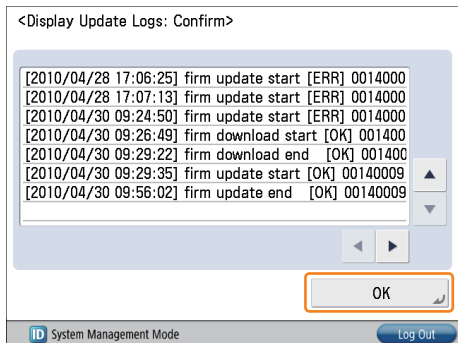 <Display Update Logs: Confirm>
[2010/04/28 17:06:25] firm update start [ERR] 0014000
[2010/04/28 17:07:13] firm update start [ERR] 0014000
[2010/04/30 09:24:50] firm update start [ERR] 0014000
[2010/04/30 09:26:49] firm download start [OK] 001400
[2010/04/30 09:29:22] firm download end [OK] 001400
[2010/04/30 09:29:35] firm update start [OK] 00140009
[2010/04/30 09:56:02] firm update end [OK] 00140009
OK
ID System Management Mode
Log Out